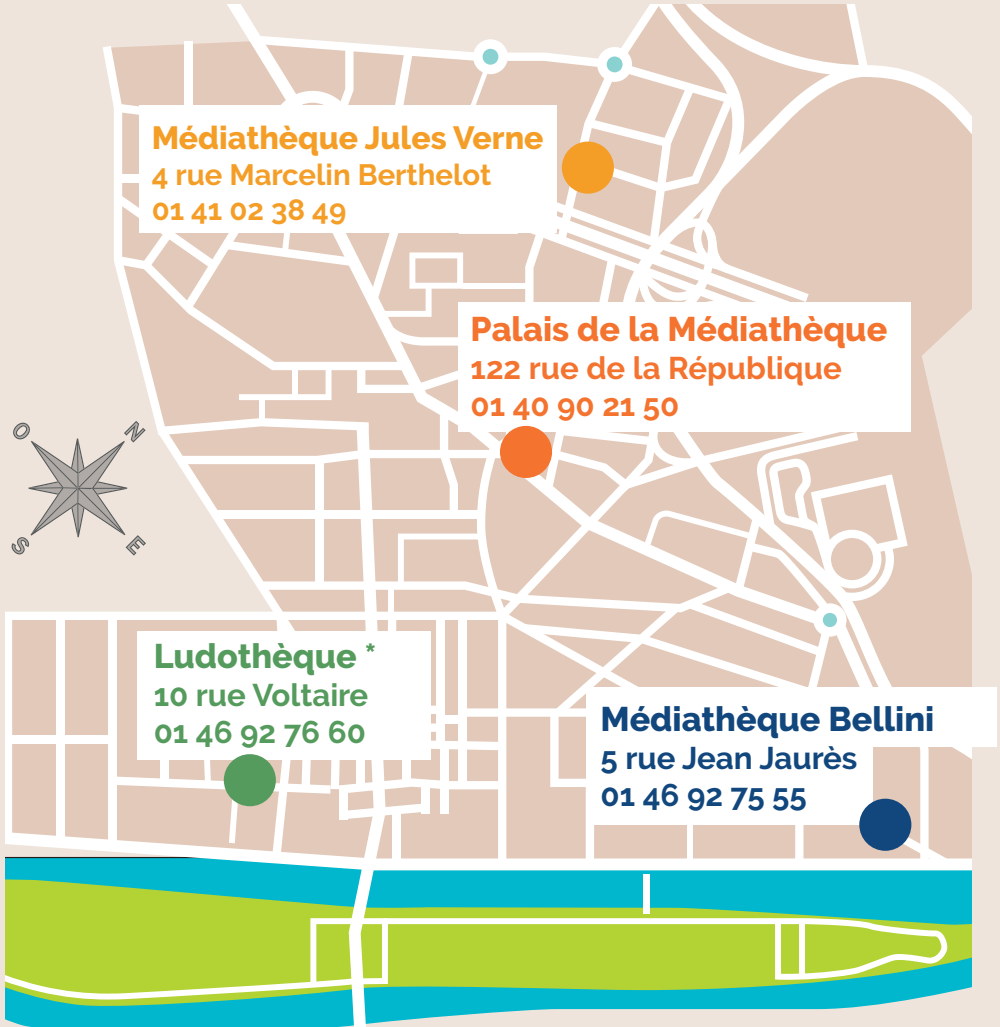 Médiathèque Jules Verne
4 rue Marcelin Berthelot
01 41 02 38 49
Palais de la Médiathèque
122 rue de la République
01 40 90 21 50
O
N
S
E
Ludothèque *
10 rue Voltaire
01 46 92 76 60
Médiathèque Bellini
5 rue Jean Jaurès
01 46 92 75 55